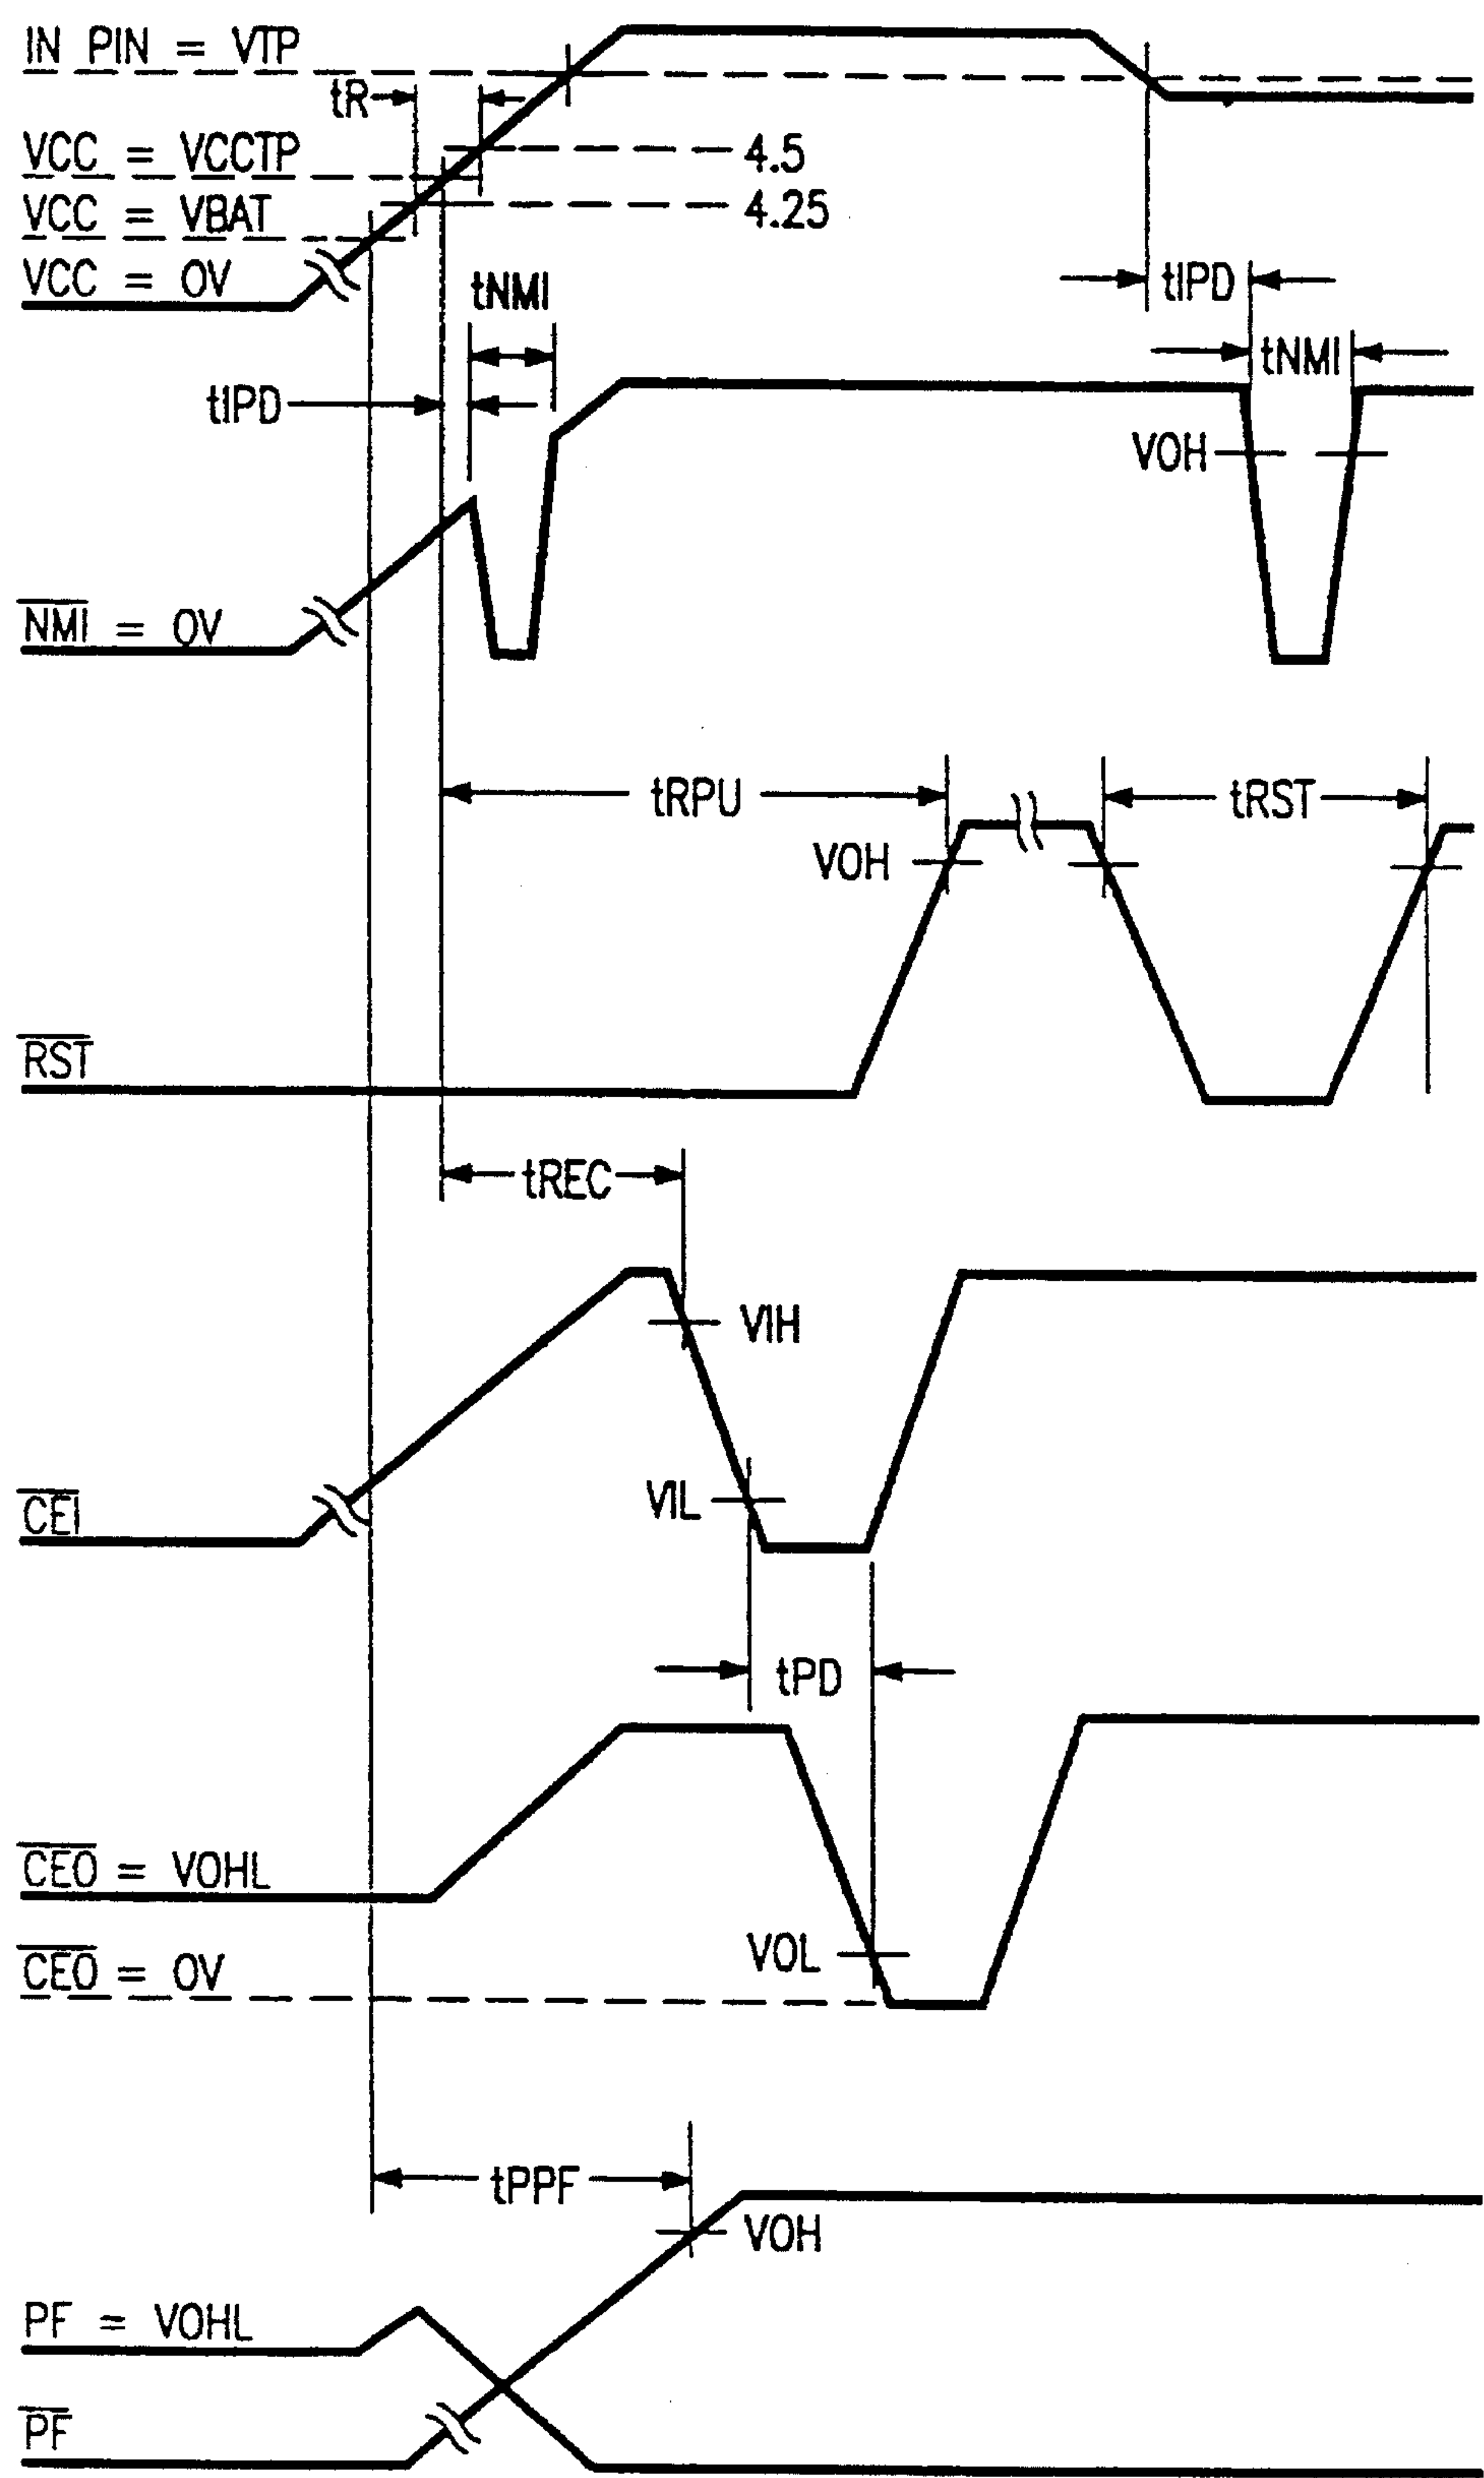 IN PIN = VTP
tR
VCC = VCCTP
4.5
VCC = VBAT
4.25
VCC = 0V
tNMI
tIPD
tNMI
tIPD
VOH
NMI = 0V
tRPU
tRST
VOH
RST
tREC
VIH
VIL
CEI
tPD
CEO = VOHL
VOL
CEO = 0V
tPPF
VOH
PF = VOHL
PF